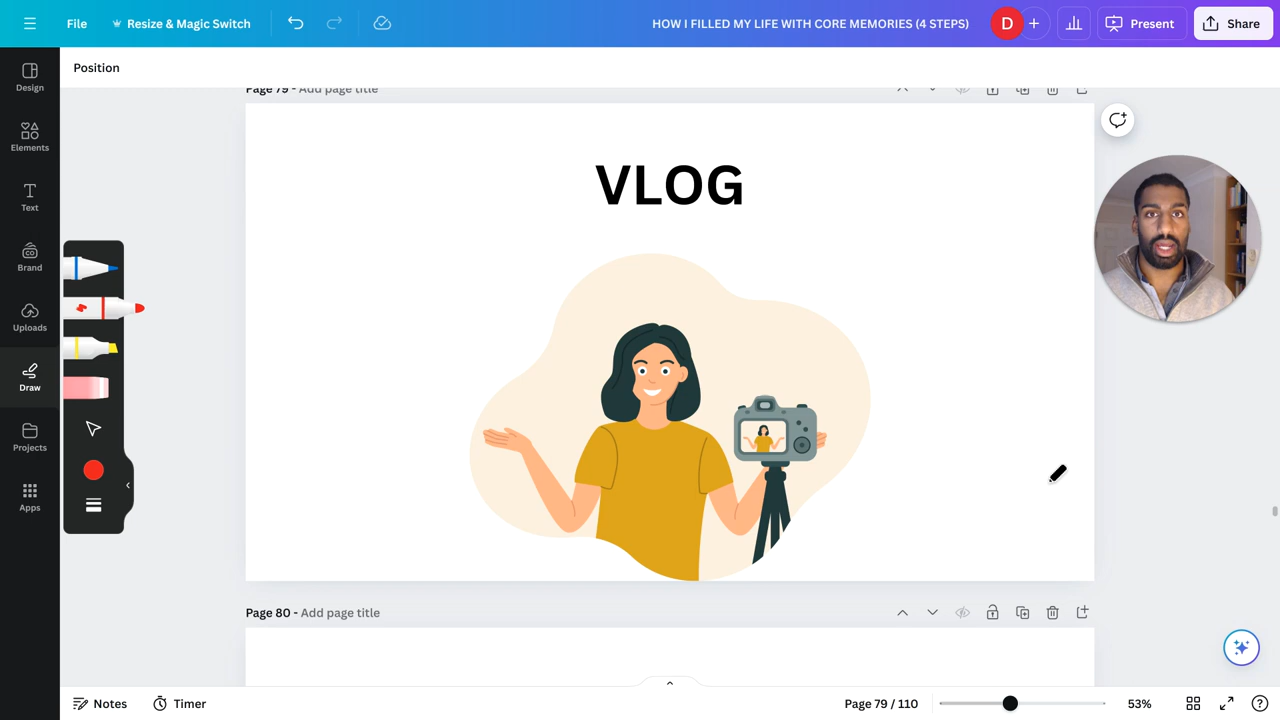 File
Resize & Magic Switch
HOW I FILLED MY LIFE WITH CORE MEMORIES (4 STEPS)
D
Present
Share
Position
Design
Elements
Text
Brand
Uploads
Draw
Projects
Apps
Page 79 - Add page title
VLOG
Page 80 - Add page title
Notes
Timer
Page 79 / 110
53%